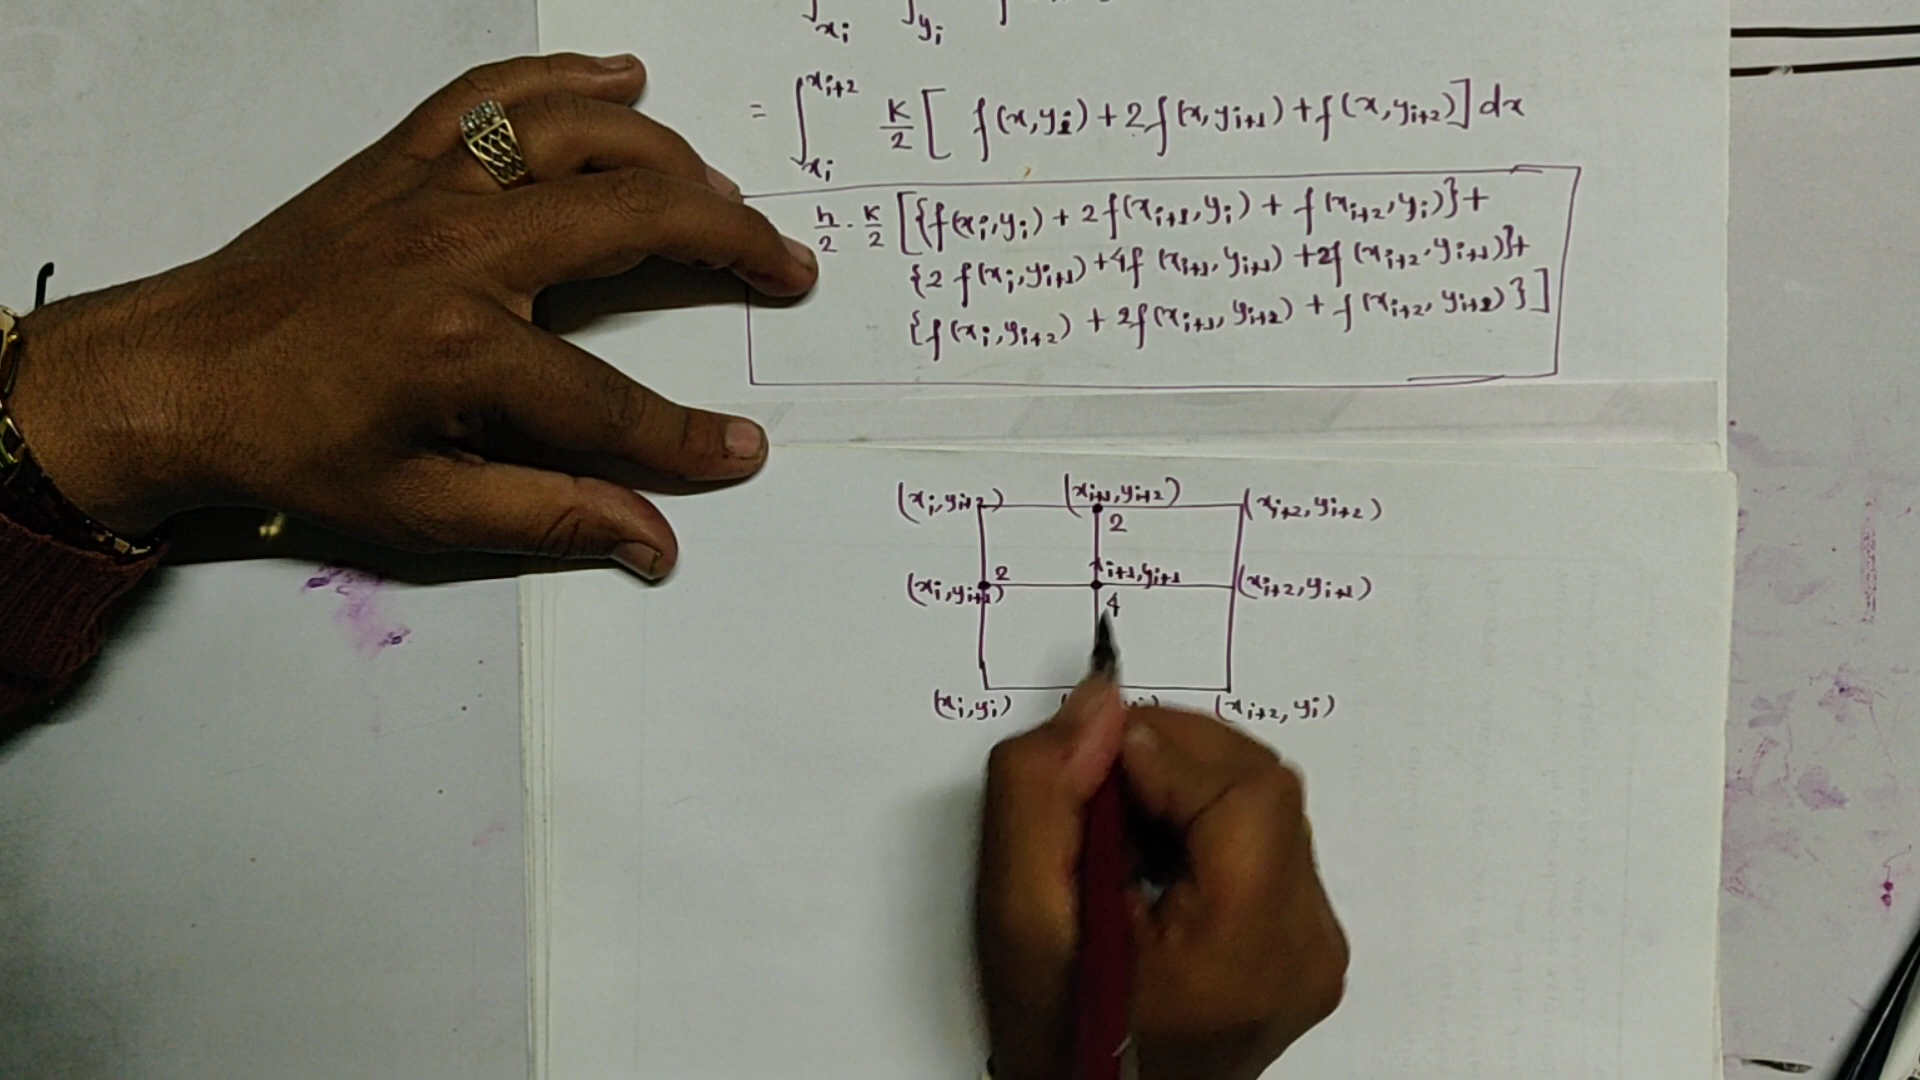 x_i y_i
= ∫_{x_i}^{x_{i+2}} K/2 [ f(x,y_i) + 2f(x,y_{i+1}) + f(x,y_{i+2}) ] dx
h/2 · K/2 [ {f(x_i,y_i) + 2f(x_{i+1},y_i) + f(x_{i+2},y_i)} +
{2f(x_i,y_{i+1}) + 4f(x_{i+1},y_{i+1}) + 2f(x_{i+2},y_{i+1})} +
{f(x_i,y_{i+2}) + 2f(x_{i+1},y_{i+2}) + f(x_{i+2},y_{i+2})} ]
(x_i,y_{i+2}) (x_{i+1},y_{i+2}) (x_{i+2},y_{i+2})
2
2 x_{i+1},y_{i+1}
(x_i,y_{i+1}) (x_{i+2},y_{i+1})
4
(x_i,y_i) (x_{i+2},y_i)